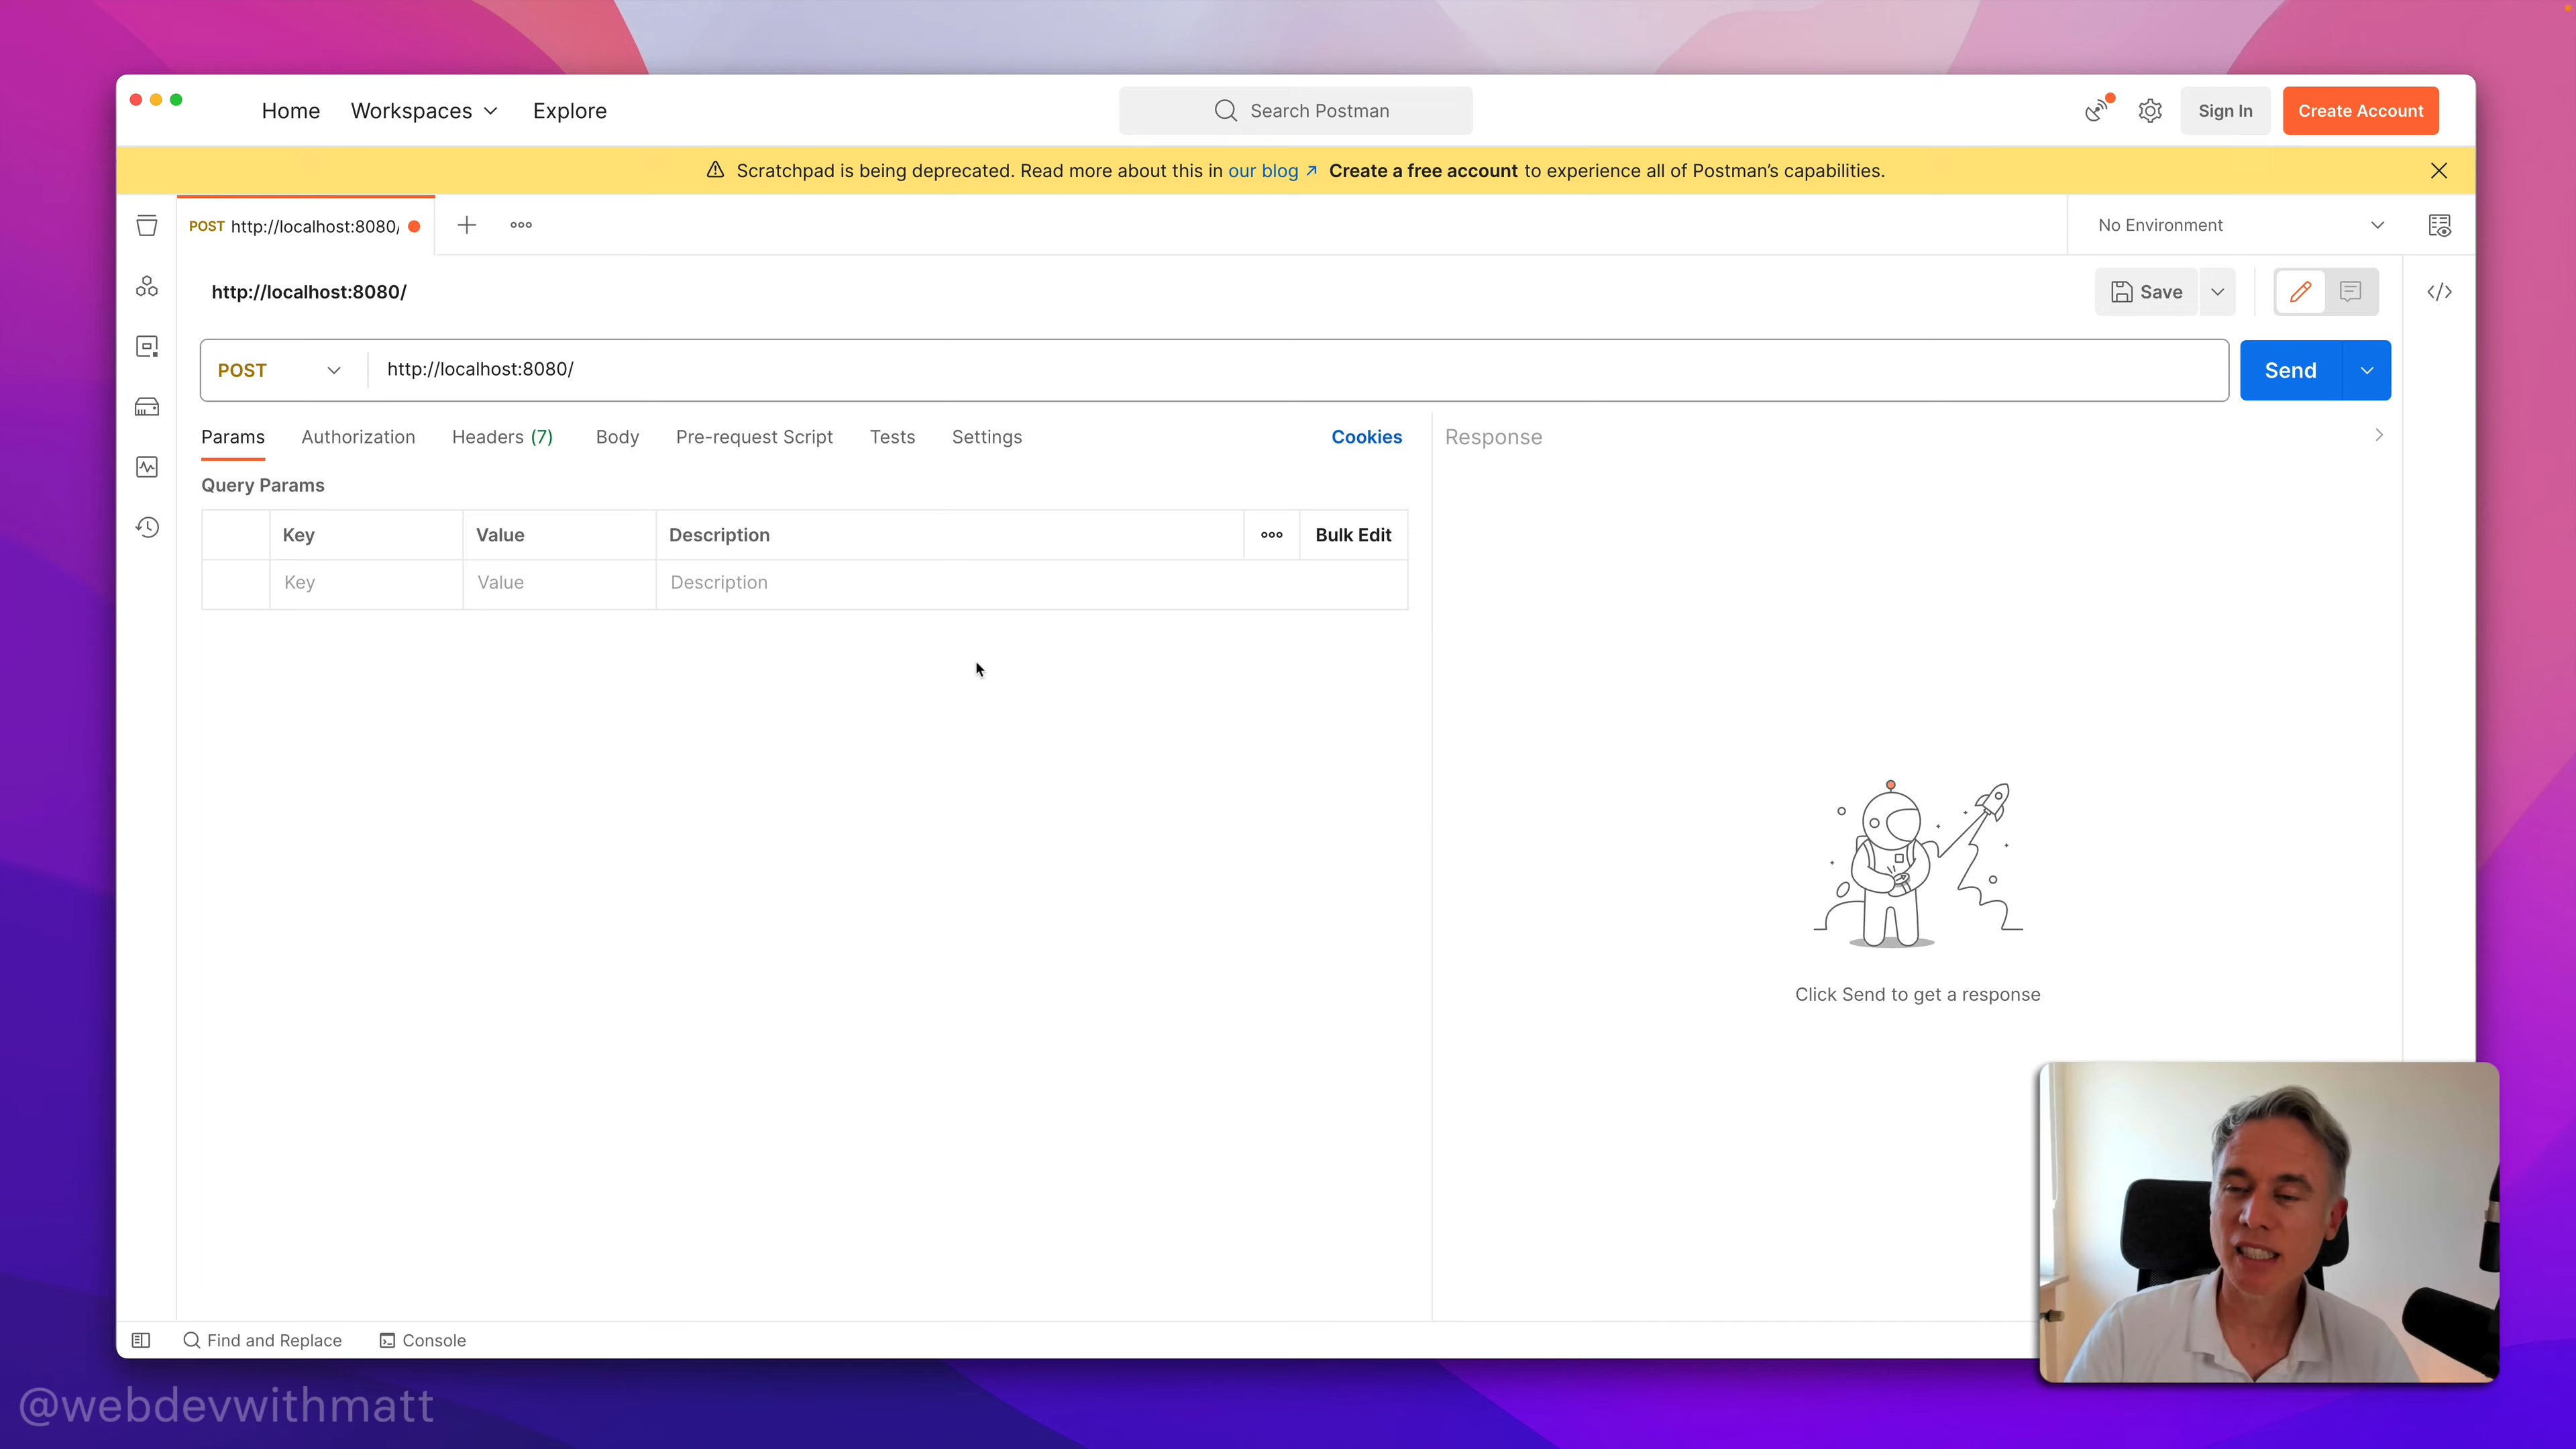 Home Workspaces Explore
Search Postman
Sign In
Create Account
Scratchpad is being deprecated. Read more about this in our blog ↗ Create a free account to experience all of Postman's capabilities.
POST http://localhost:8080/
No Environment
http://localhost:8080/
Save
POST http://localhost:8080/
Send
Params Authorization Headers (7) Body Pre-request Script Tests Settings Cookies
Response
Query Params
Key Value Description Bulk Edit
Key Value Description
Click Send to get a response
Find and Replace Console
@webdevwithmatt